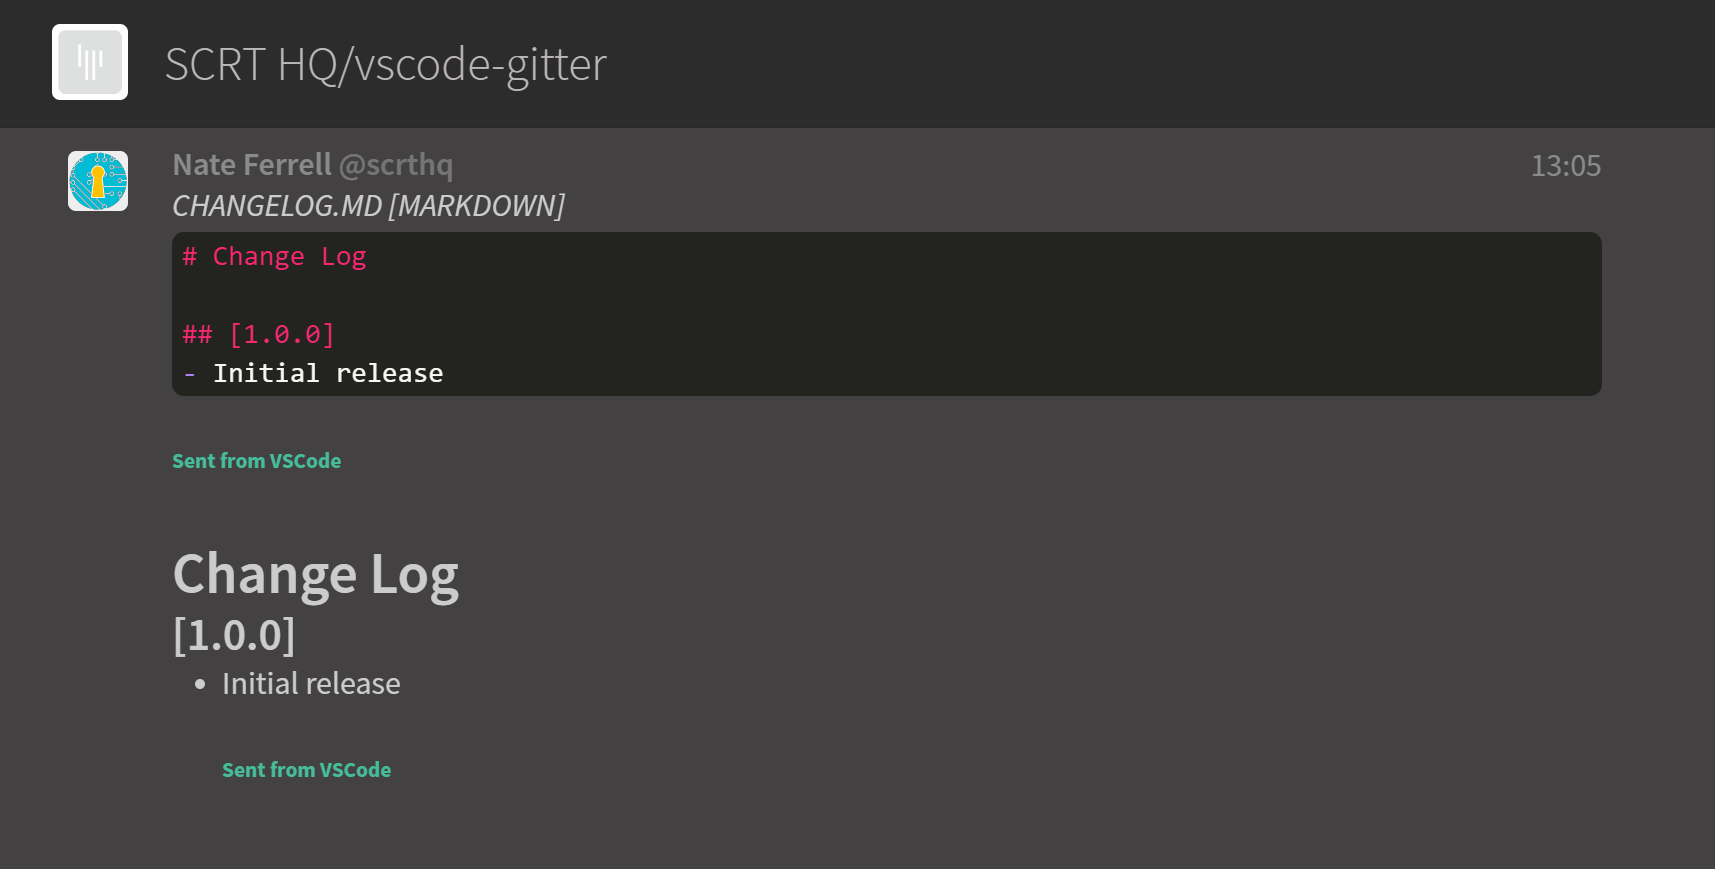 SCRT HQ/vscode-gitter
Nate Ferrell @scrthq 13:05
CHANGELOG.MD [MARKDOWN]
# Change Log
## [1.0.0]
- Initial release
Sent from VSCode
Change Log
[1.0.0]
• Initial release
Sent from VSCode